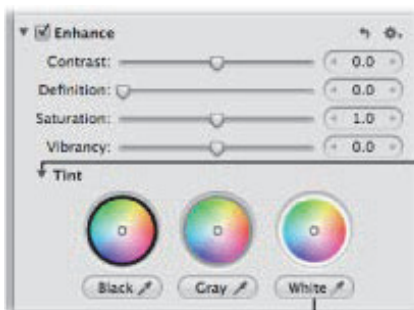 Enhance
Contrast: 0.0
Definition: 0.0
Saturation: 1.0
Vibrancy: 0.0
Tint
Black Gray White